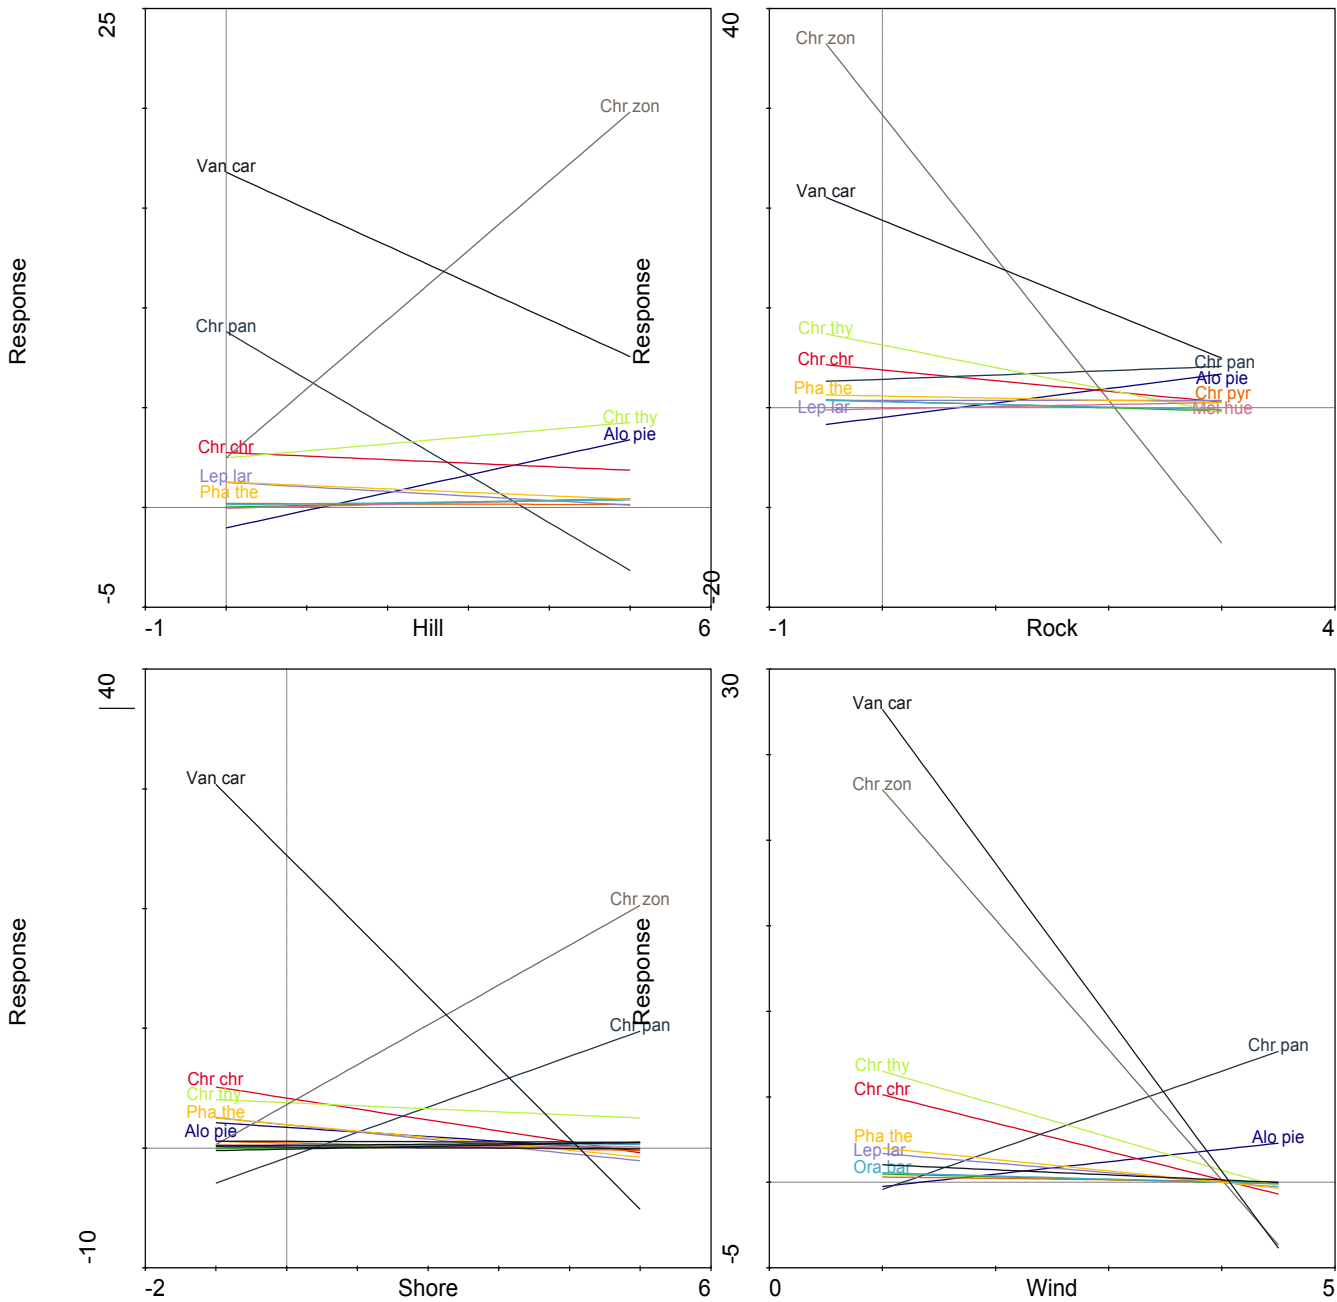 25
Chr zon
Van car
Chr pan
Chr thy
Alo pie
Chr chr
Lep lar
Pha the
Response
-5
-1
Hill
6
40
Chr zon
Van car
Chr thy
Chr pan
Chr chr
Alo pie
Pha the
Chr pyr
Lep lar
Mel hue
Response
-20
-1
Rock
4
40
Van car
Chr zon
Chr pan
Chr chr
Chr thy
Pha the
Alo pie
Response
-10
-2
Shore
6
30
Van car
Chr zon
Chr pan
Chr thy
Chr chr
Pha the
Alo pie
Lep lar
Ora bar
Response
-5
0
Wind
5